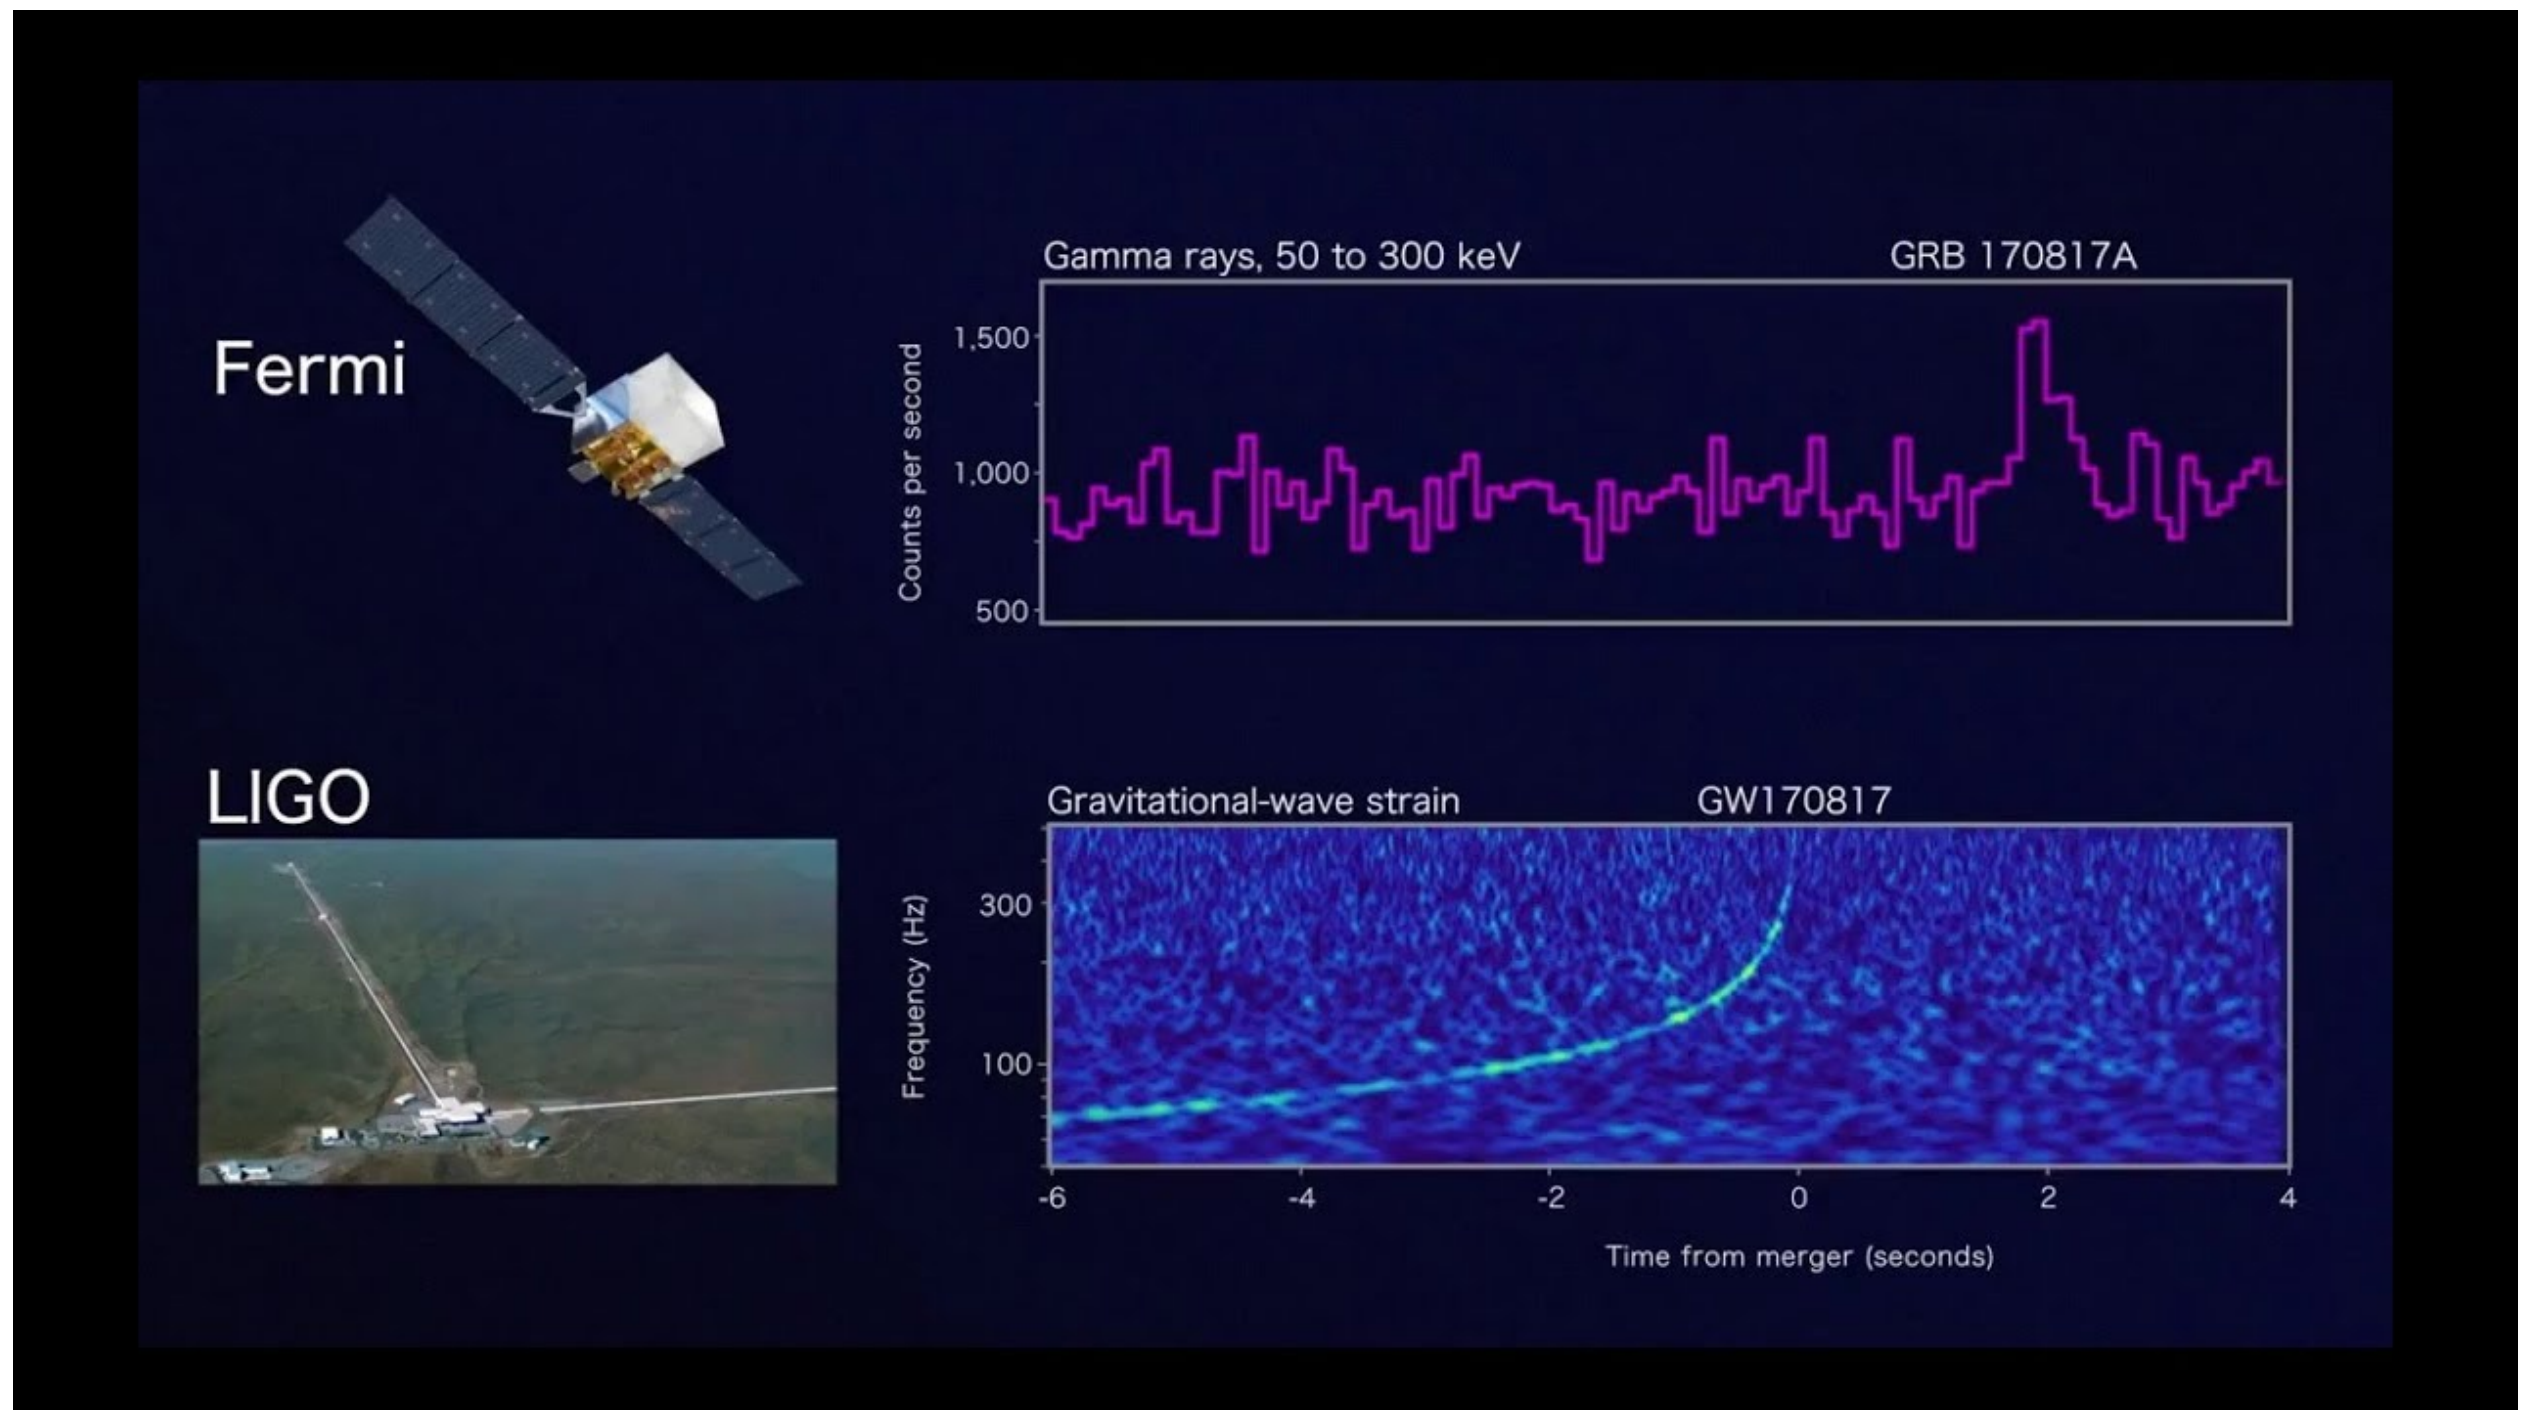 Fermi
Gamma rays, 50 to 300 keV
GRB 170817A
Counts per second
1,500
1,000
500
LIGO
Gravitational-wave strain
GW170817
Frequency (Hz)
300
100
-6 -4 -2 0 2 4
Time from merger (seconds)